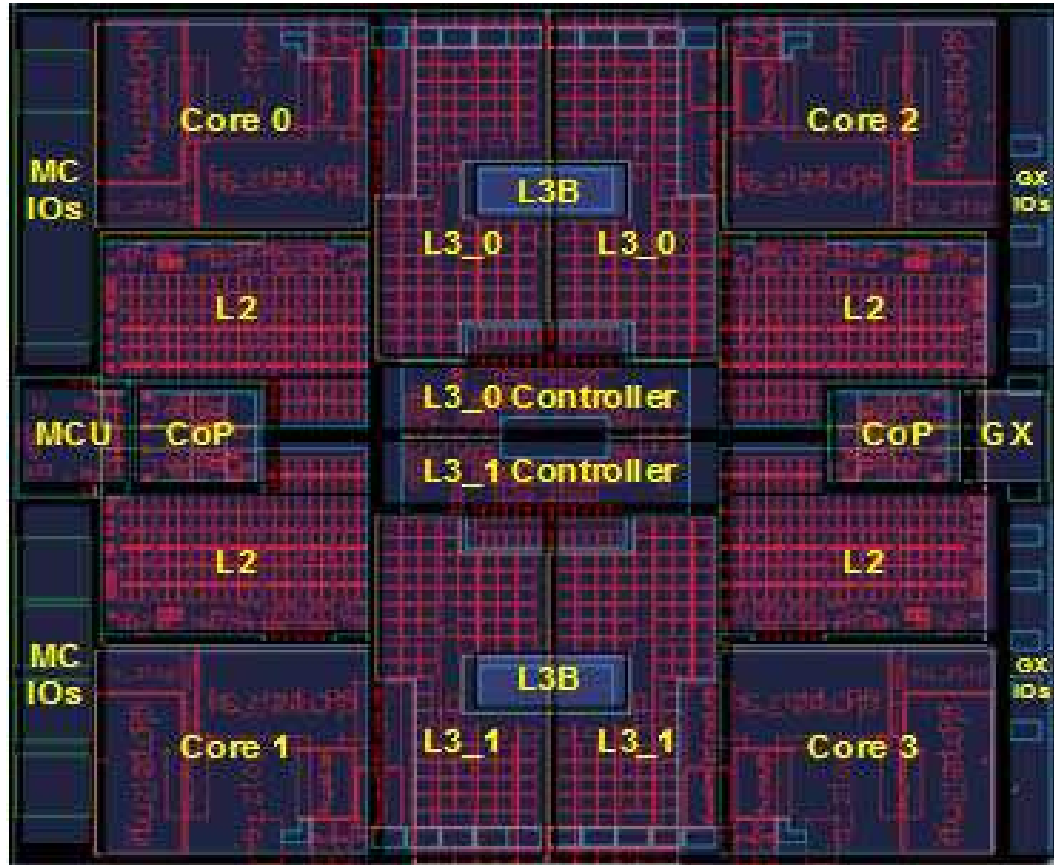 Core 0
Core 2
MC
IOs
L3B
GX
IOs
L3_0
L3_0
L2
L2
L3_0 Controller
MCU
CoP
CoP
GX
L3_1 Controller
L2
L2
MC
IOs
L3B
GX
IOs
Core 1
L3_1
L3_1
Core 3